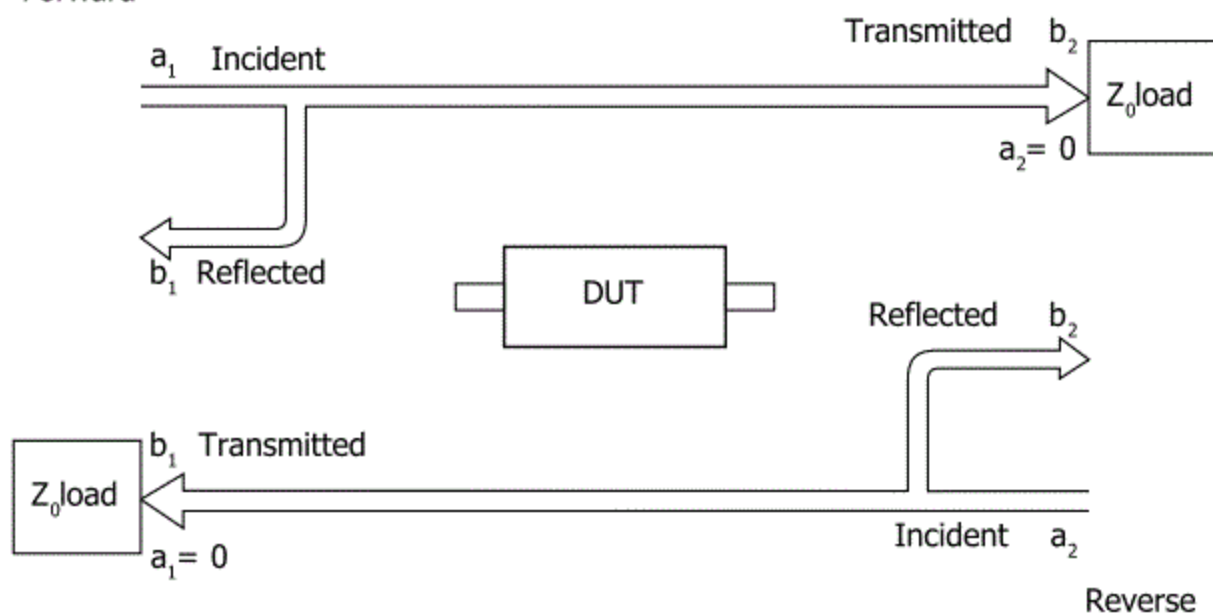 Forward
a₁ Incident
Transmitted b₂
Z₀load
a₂= 0
b₁ Reflected
DUT
Reflected b₂
b₁ Transmitted
Z₀load
Incident a₂
a₁= 0
Reverse